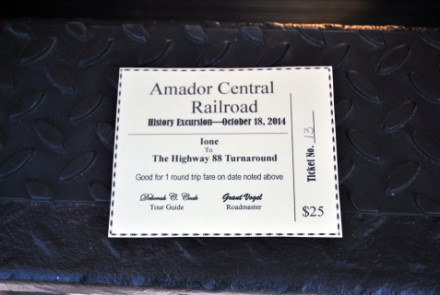 Amador Central
Railroad
History Excursion—October 18, 2014
Ione
To
The Highway 88 Turnaround
Good for 1 round trip fare on date noted above
Deborah C. Cook
Tour Guide
Grant Vogel
Roadmaster
Ticket No. 13
$25